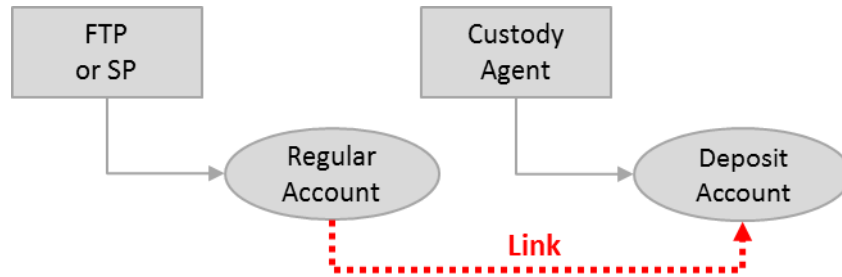 FTP
or SP
Custody
Agent
Regular
Account
Deposit
Account
Link